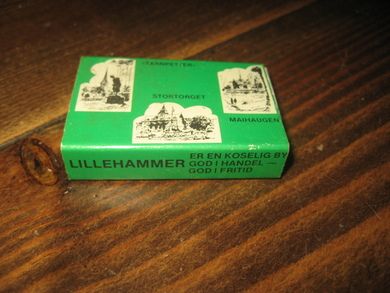 STORTORGET
MAIHAUGEN
LILLEHAMMER
ER EN KOSELIG BY
GOD I HANDEL —
GOD I FRITID